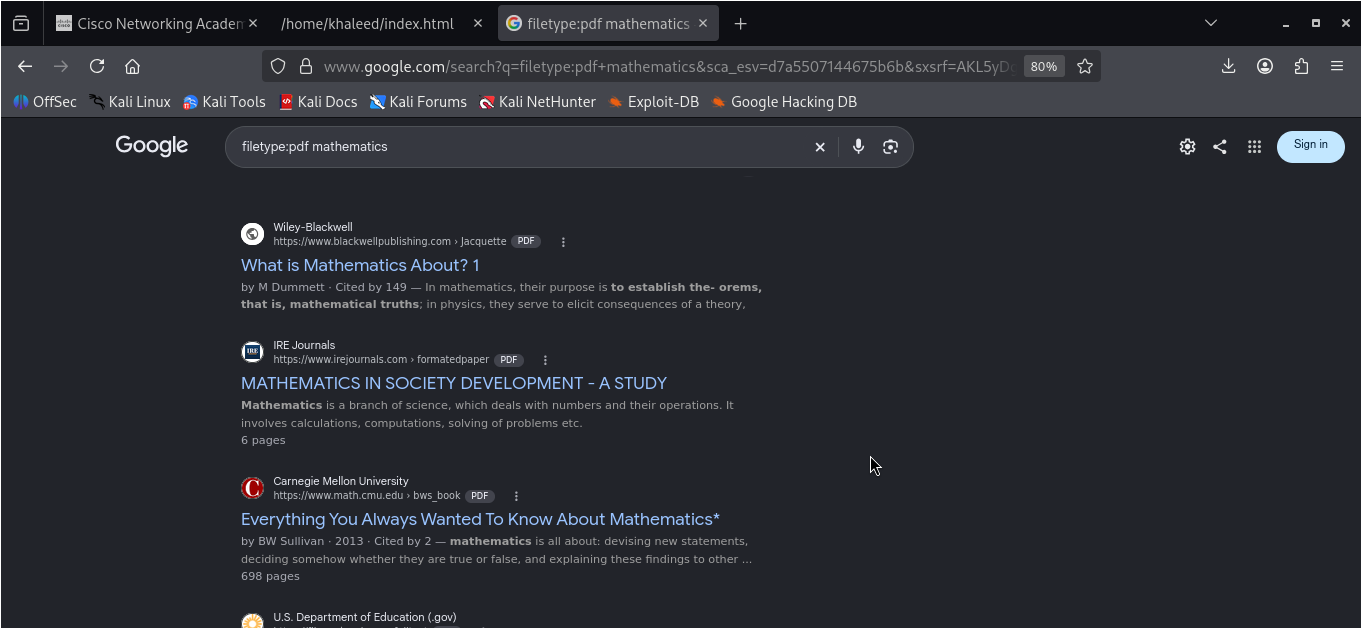 Cisco Networking Academ
/home/khaleed/index.html
filetype:pdf mathematics
www.google.com/search?q=filetype:pdf+mathematics&sca_esv=d7a5507144675b6b&sxsrf=AKL5yD
80%
OffSec
Kali Linux
Kali Tools
Kali Docs
Kali Forums
Kali NetHunter
Exploit-DB
Google Hacking DB
Google
filetype:pdf mathematics
Sign in
Wiley-Blackwell
https://www.blackwellpublishing.com › Jacquette PDF
What is Mathematics About? 1
by M Dummett · Cited by 149 — In mathematics, their purpose is to establish the- orems,
that is, mathematical truths; in physics, they serve to elicit consequences of a theory,
IRE Journals
https://www.irejournals.com › formatedpaper PDF
MATHEMATICS IN SOCIETY DEVELOPMENT - A STUDY
Mathematics is a branch of science, which deals with numbers and their operations. It
involves calculations, computations, solving of problems etc.
6 pages
Carnegie Mellon University
https://www.math.cmu.edu › bws_book PDF
Everything You Always Wanted To Know About Mathematics*
by BW Sullivan · 2013 · Cited by 2 — mathematics is all about: devising new statements,
deciding somehow whether they are true or false, and explaining these findings to other ...
698 pages
U.S. Department of Education (.gov)